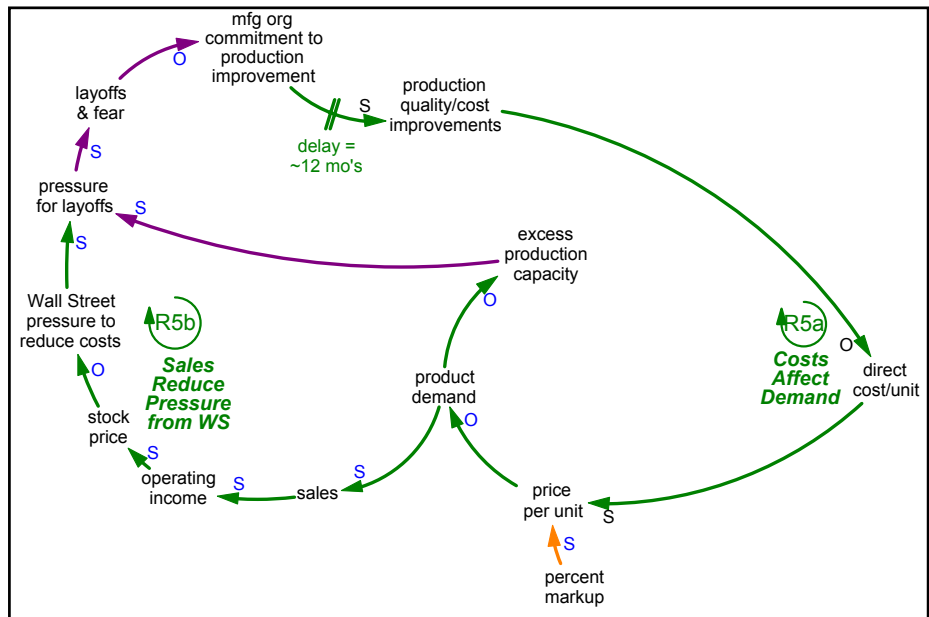 mfg org
commitment to
production
improvement
O
layoffs
& fear
S
production
quality/cost
improvements
delay =
~12 mo's
S
pressure
for layoffs
S
S
excess
production
capacity
O
Wall Street
pressure to
reduce costs
R5b
Sales
Reduce
Pressure
from WS
R5a
Costs
Affect
Demand
O
direct
cost/unit
O
stock
price
product
demand
O
S
operating
income
S
sales
S
price
per unit
S
S
percent
markup